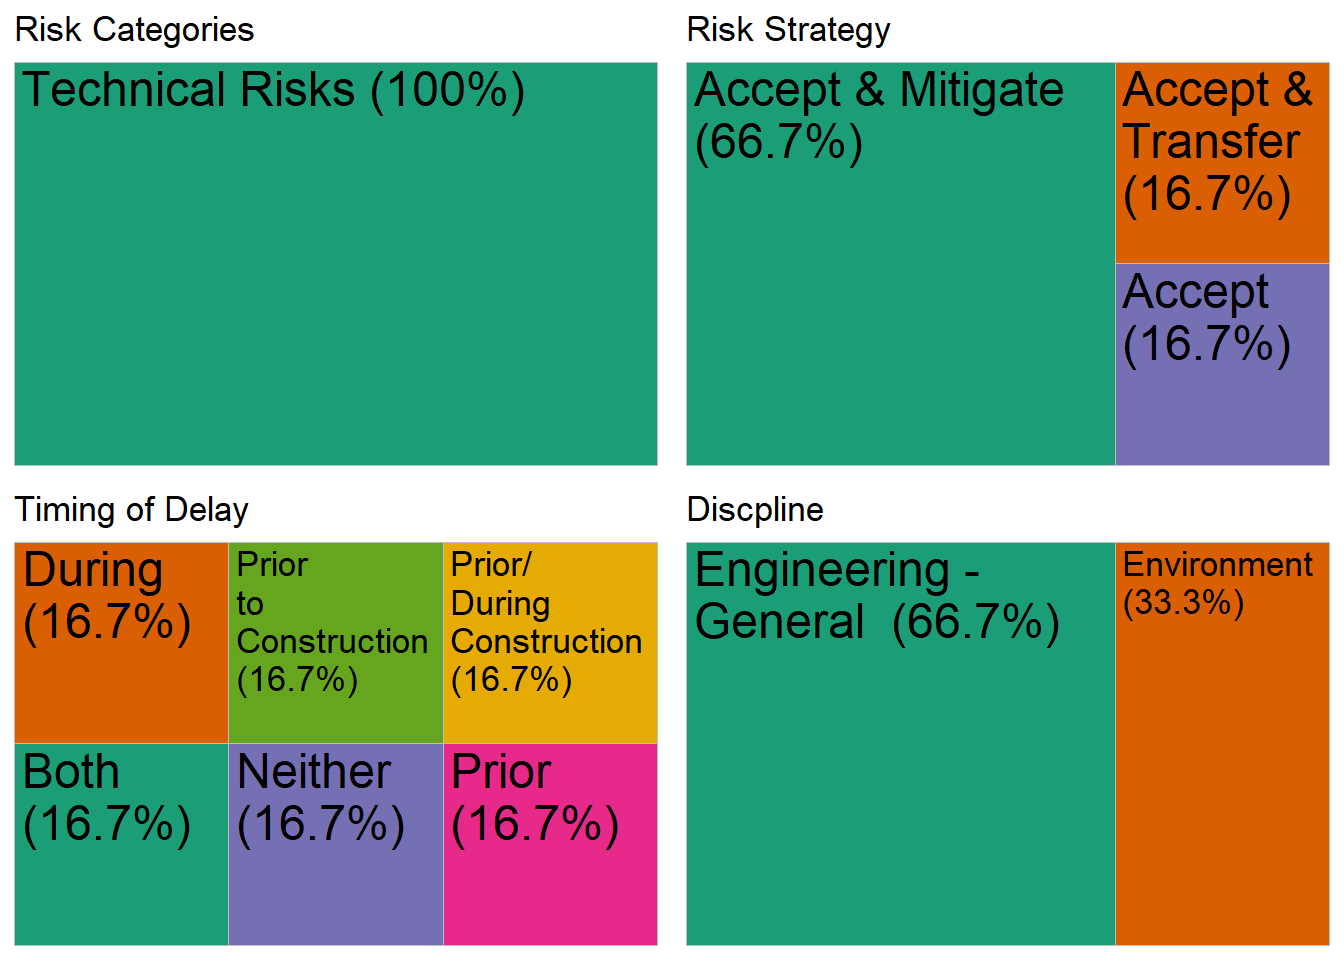 Risk Categories
Technical Risks (100%)
Risk Strategy
Accept & Mitigate
(66.7%)
Accept &
Transfer
(16.7%)
Accept
(16.7%)
Timing of Delay
During
(16.7%)
Prior
to
Construction
(16.7%)
Prior/
During
Construction
(16.7%)
Both
(16.7%)
Neither
(16.7%)
Prior
(16.7%)
Discpline
Engineering -
General  (66.7%)
Environment
(33.3%)